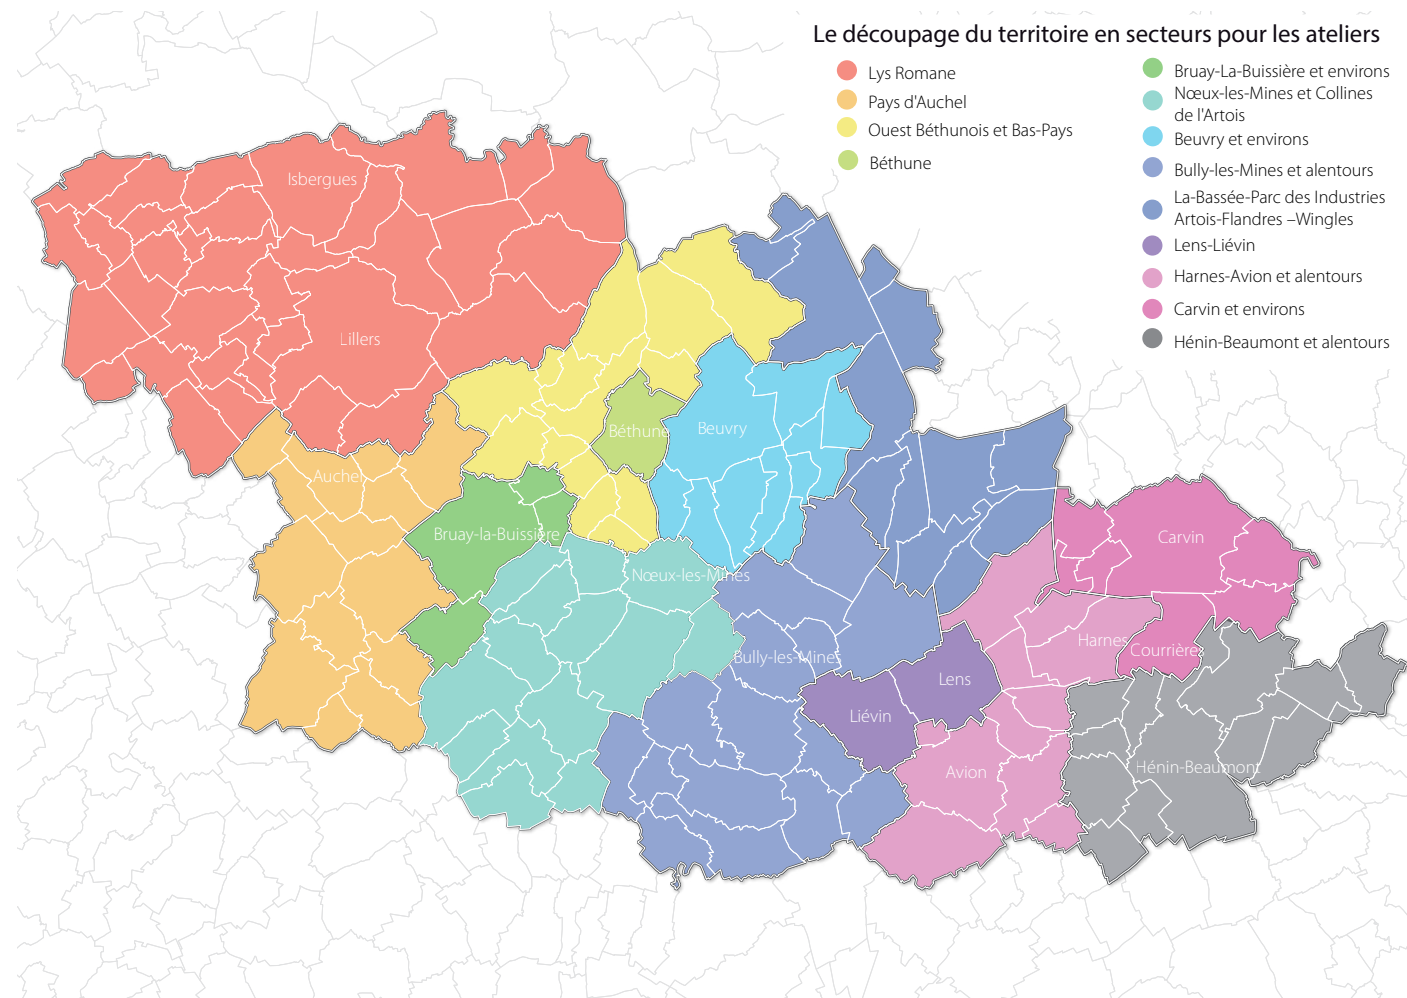 Le découpage du territoire en secteurs pour les ateliers
Lys Romane
Pays d'Auchel
Ouest Béthunois et Bas-Pays
Béthune
Bruay-La-Buissière et environs
Nœux-les-Mines et Collines
de l'Artois
Beuvry et environs
Bully-les-Mines et alentours
La-Bassée-Parc des Industries
Artois-Flandres –Wingles
Lens-Liévin
Harnes-Avion et alentours
Carvin et environs
Hénin-Beaumont et alentours
Isbergues
Lillers
Béthune
Beuvry
Auchel
Bruay-la-Buissière
Carvin
Nœux-les-Mines
Harnes
Courrières
Bully-les-Mines
Lens
Liévin
Avion
Hénin-Beaumont